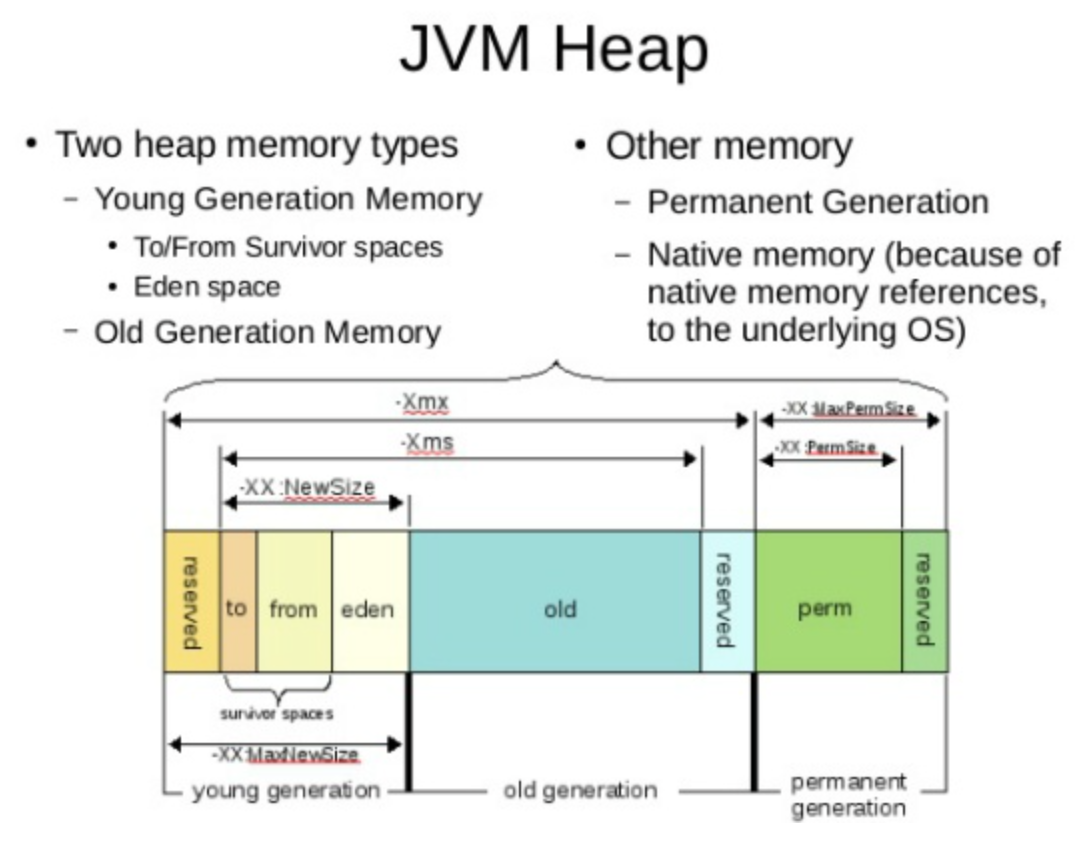 JVM Heap
• Two heap memory types
– Young Generation Memory
• To/From Survivor spaces
• Eden space
– Old Generation Memory
• Other memory
– Permanent Generation
– Native memory (because of
native memory references,
to the underlying OS)
-Xmx
-XX:MaxPermSize
-Xms
-XX:PermSize
-XX:NewSize
reserved
to
from
eden
old
reserved
perm
reserved
survivor spaces
-XX:MaxNewSize
young generation
old generation
permanent
generation